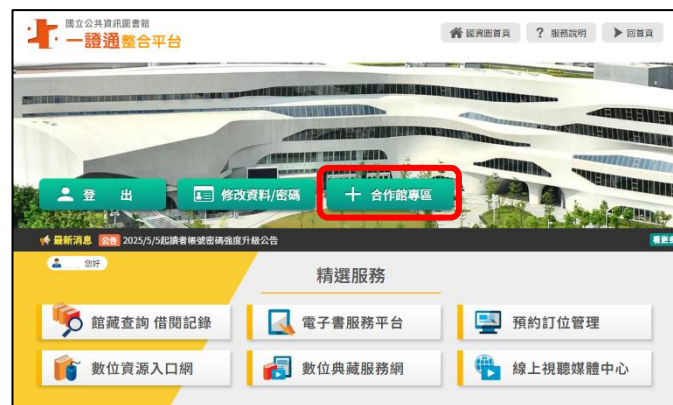 國立公共資訊圖書館
一證通整合平台
國資圖首頁 ? 服務說明 回首頁
登 出 修改資料/密碼 合作館專區
最新消息 公告 2025/5/5起讀者帳號密碼強度升級公告 看更多
您好
精選服務
館藏查詢 借閱記錄 電子書服務平台 預約訂位管理
數位資源入口網 數位典藏服務網 線上視聽媒體中心